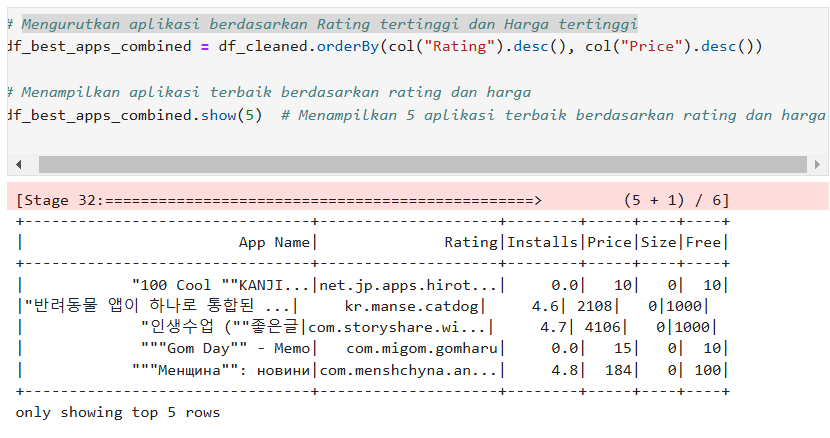 # Mengurutkan aplikasi berdasarkan Rating tertinggi dan Harga tertinggi
df_best_apps_combined = df_cleaned.orderBy(col("Rating").desc(), col("Price").desc())
# Menampilkan aplikasi terbaik berdasarkan rating dan harga
df_best_apps_combined.show(5)  # Menampilkan 5 aplikasi terbaik berdasarkan rating dan harga
[Stage 32:================================================>         (5 + 1) / 6]
+--------------------------------+----------------------+--------+-----+----+----+
|                        App Name|                Rating|Installs|Price|Size|Free|
+--------------------------------+----------------------+--------+-----+----+----+
|            "100 Cool ""KANJI...|net.jp.apps.hirot...|     0.0|   10|   0|  10|
|"반려동물 앱이 하나로 통합된 ...|     kr.manse.catdog|     4.6| 2108|   0|1000|
|             "인생수업 (""좋은글|com.storyshare.wi...|     4.7| 4106|   0|1000|
|            """Gom Day"" - Memo|   com.migom.gomharu|     0.0|   15|   0|  10|
|            """Менщина"": новини|com.menshchyna.an...|     4.8|  184|   0| 100|
+--------------------------------+----------------------+--------+-----+----+----+
only showing top 5 rows